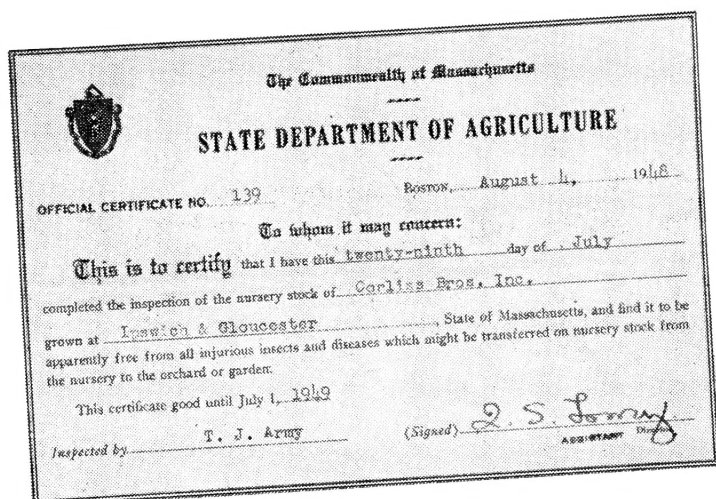 The Commonwealth of Massachusetts
STATE DEPARTMENT OF AGRICULTURE
OFFICIAL CERTIFICATE NO. 139 BOSTON, August 4, 1948
To whom it may concern:
This is to certify that I have this twenty-ninth day of July
completed the inspection of the nursery stock of Corliss Bros. Inc.
grown at Ipswich & Gloucester, State of Massachusetts, and find it to be
apparently free from all injurious insects and diseases which might be transferred on nursery stock from
the nursery to the orchard or garden.
This certificate good until July 1, 1949
Inspected by T. J. Army (Signed) Q. S. Lowry
ASSISTANT Director